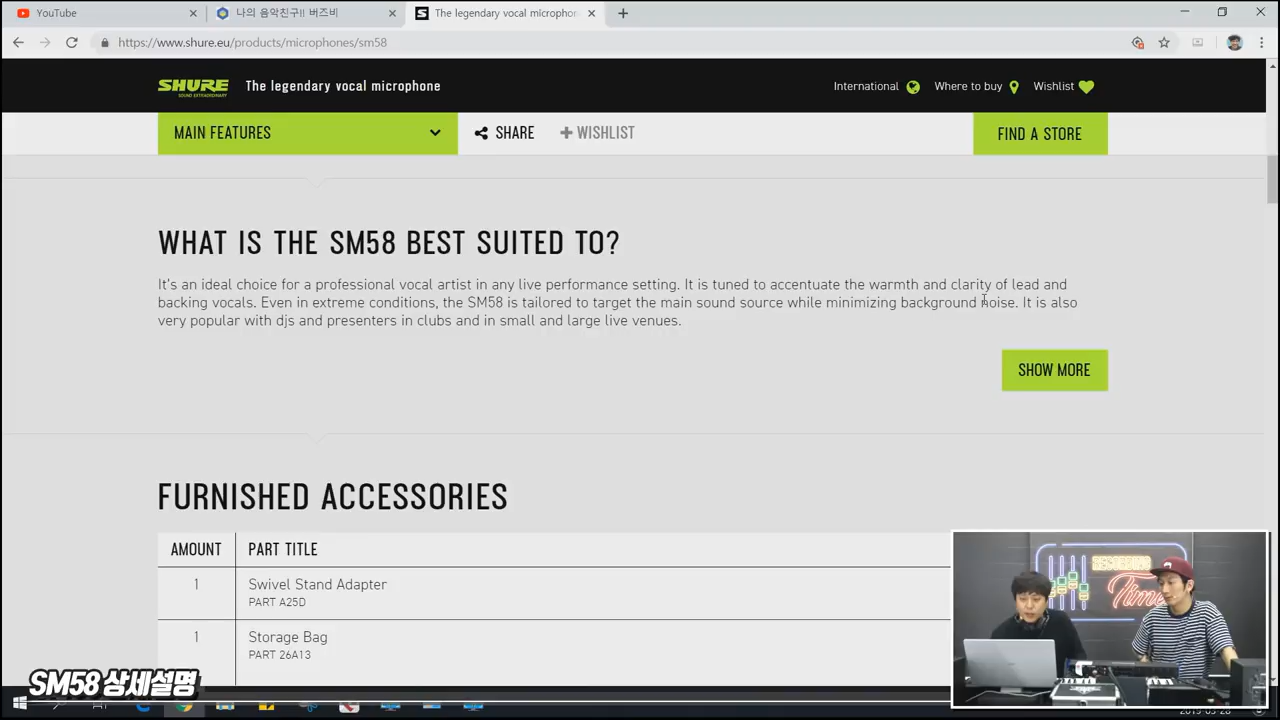 YouTube
나의 음악친구!! 버즈비
The legendary vocal microphon
https://www.shure.eu/products/microphones/sm58
SHURE
SOUND EXTRAORDINARY
The legendary vocal microphone
International
Where to buy
Wishlist
MAIN FEATURES
SHARE
WISHLIST
FIND A STORE
WHAT IS THE SM58 BEST SUITED TO?
It's an ideal choice for a professional vocal artist in any live performance setting. It is tuned to accentuate the warmth and clarity of lead and
backing vocals. Even in extreme conditions, the SM58 is tailored to target the main sound source while minimizing background noise. It is also
very popular with djs and presenters in clubs and in small and large live venues.
SHOW MORE
FURNISHED ACCESSORIES
AMOUNT PART TITLE
1 Swivel Stand Adapter
PART A25D
1 Storage Bag
PART 26A13
RECORDING
Time
SM58 상세설명